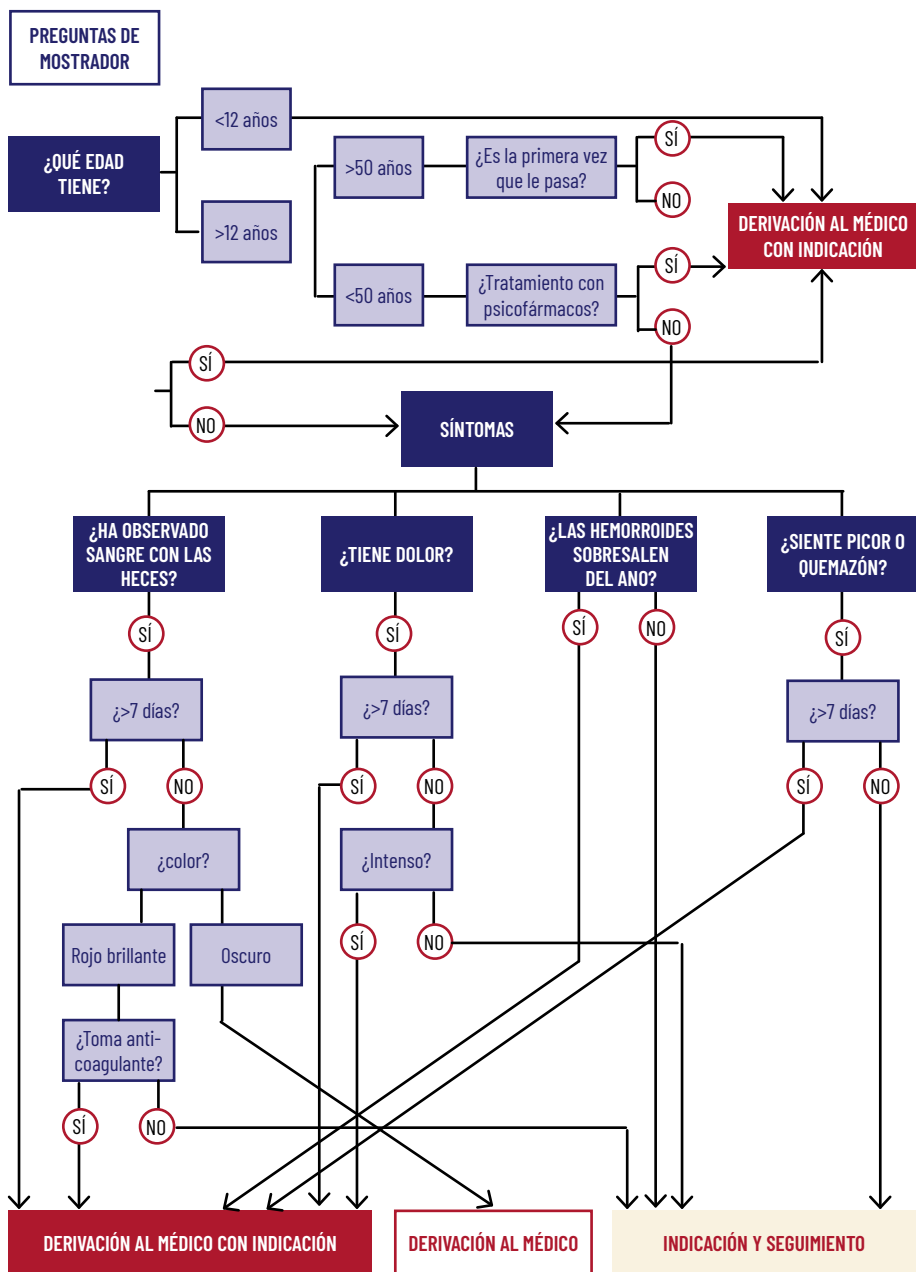 PREGUNTAS DE
MOSTRADOR
<12 años
¿QUÉ EDAD
TIENE?
>12 años
>50 años
¿Es la primera vez
que le pasa?
SÍ
NO
DERIVACIÓN AL MÉDICO
CON INDICACIÓN
<50 años
¿Tratamiento con
psicofármacos?
SÍ
NO
SÍ
NO
SÍNTOMAS
¿HA OBSERVADO
SANGRE CON LAS
HECES?
¿TIENE DOLOR?
¿LAS HEMORROIDES
SOBRESALEN
DEL ANO?
¿SIENTE PICOR O
QUEMAZÓN?
SÍ
SÍ
SÍ
NO
SÍ
¿>7 días?
¿>7 días?
¿>7 días?
SÍ
NO
SÍ
NO
SÍ
NO
¿color?
¿Intenso?
Rojo brillante
Oscuro
SÍ
NO
¿Toma anti-
coagulante?
SÍ
NO
DERIVACIÓN AL MÉDICO CON INDICACIÓN
DERIVACIÓN AL MÉDICO
INDICACIÓN Y SEGUIMIENTO